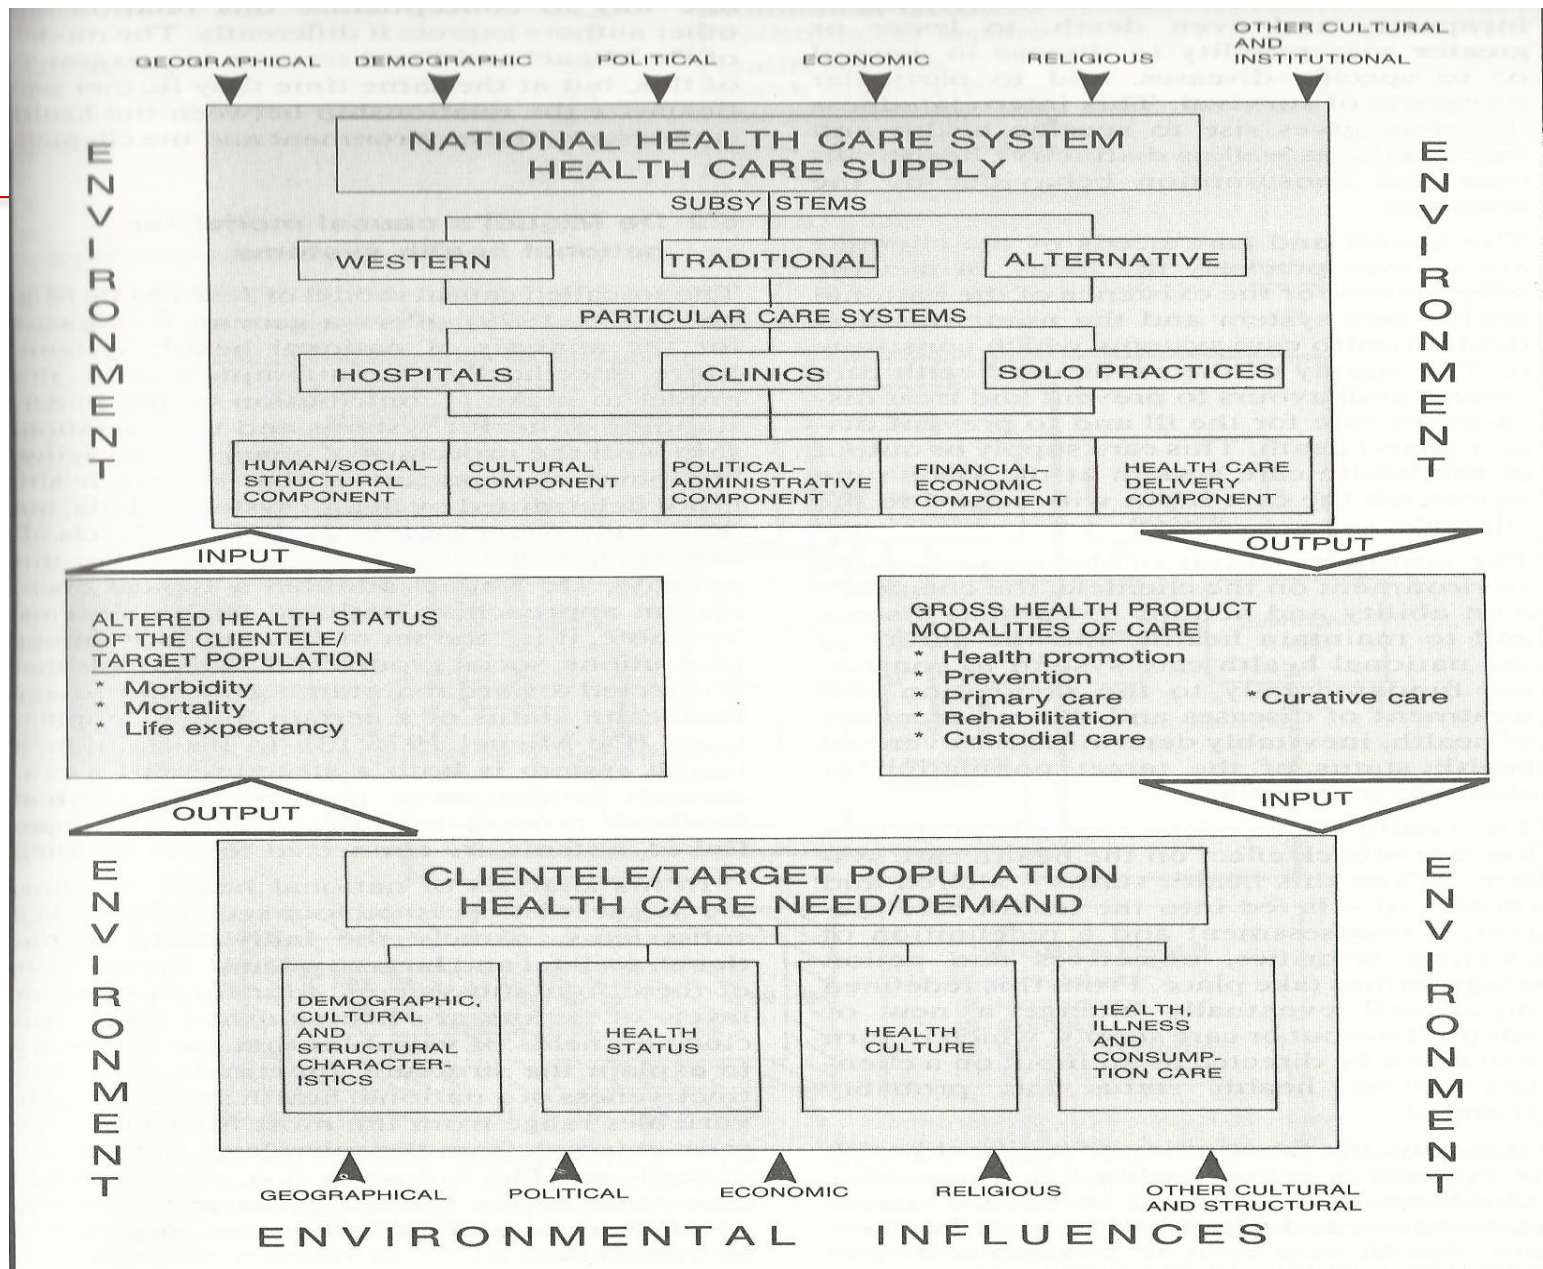 GEOGRAPHICAL
DEMOGRAPHIC
POLITICAL
ECONOMIC
RELIGIOUS
OTHER CULTURAL
AND
INSTITUTIONAL
ENVIRONMENT
NATIONAL HEALTH CARE SYSTEM
HEALTH CARE SUPPLY
SUBSYSTEMS
WESTERN
TRADITIONAL
ALTERNATIVE
PARTICULAR CARE SYSTEMS
HOSPITALS
CLINICS
SOLO PRACTICES
HUMAN/SOCIAL–
STRUCTURAL
COMPONENT
CULTURAL
COMPONENT
POLITICAL-
ADMINISTRATIVE
COMPONENT
FINANCIAL–
ECONOMIC
COMPONENT
HEALTH CARE
DELIVERY
COMPONENT
ENVIRONMENT
INPUT
OUTPUT
ALTERED HEALTH STATUS
OF THE CLIENTELE/
TARGET POPULATION
* Morbidity
* Mortality
* Life expectancy
GROSS HEALTH PRODUCT
MODALITIES OF CARE
* Health promotion
* Prevention
* Primary care * Curative care
* Rehabilitation
* Custodial care
OUTPUT
INPUT
ENVIRONMENT
CLIENTELE/TARGET POPULATION
HEALTH CARE NEED/DEMAND
DEMOGRAPHIC,
CULTURAL
AND
STRUCTURAL
CHARACTER-
ISTICS
HEALTH
STATUS
HEALTH
CULTURE
HEALTH,
ILLNESS
AND
CONSUMP-
TION CARE
ENVIRONMENT
GEOGRAPHICAL
POLITICAL
ECONOMIC
RELIGIOUS
OTHER CULTURAL
AND STRUCTURAL
ENVIRONMENTAL INFLUENCES